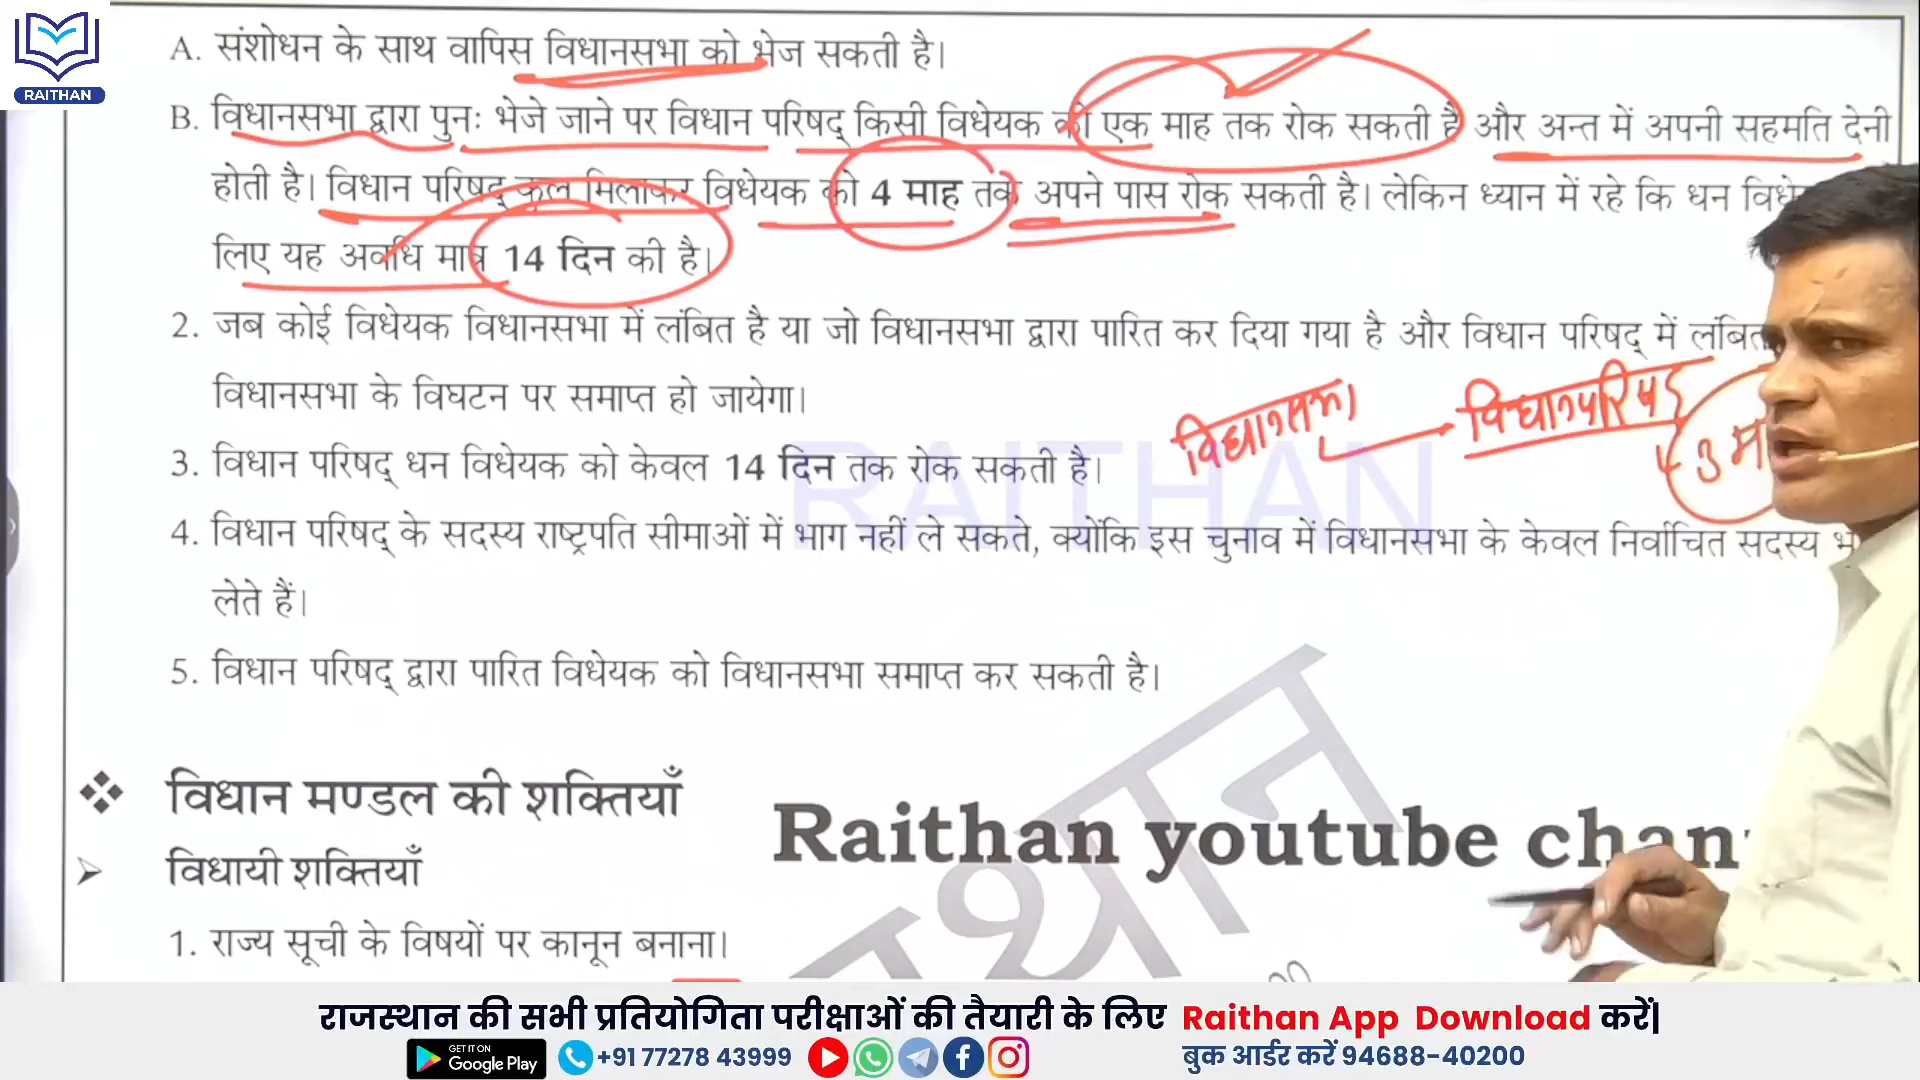 RAITHAN
A. संशोधन के साथ वापिस विधानसभा को भेज सकती है।
B. विधानसभा द्वारा पुनः भेजे जाने पर विधान परिषद् किसी विधेयक को एक माह तक रोक सकती है और अन्त में अपनी सहमति देनी
होती है। विधान परिषद् कुल मिलाकर विधेयक को 4 माह तक अपने पास रोक सकती है। लेकिन ध्यान में रहे कि धन
लिए यह अवधि मात्र 14 दिन की है।
2. जब कोई विधेयक विधानसभा में लंबित है या जो विधानसभा द्वारा पारित कर दिया गया है और विधान परिषद् में लंबित
विधानसभा के विघटन पर समाप्त हो जायेगा।
विधानसभा विधानपरिषद्
3. विधान परिषद् धन विधेयक को केवल 14 दिन तक रोक सकती है।
3
RAITHAN
4. विधान परिषद् के सदस्य राष्ट्रपति सीमाओं में भाग नहीं ले सकते, क्योंकि इस चुनाव में विधानसभा के केवल निर्वाचित सदस्य
लेते हैं।
5. विधान परिषद् द्वारा पारित विधेयक को विधानसभा समाप्त कर सकती है।
❖ विधान मण्डल की शक्तियाँ
Raithan youtube
➢ विधायी शक्तियाँ
1. राज्य सूची के विषयों पर कानून बनाना।
राजस्थान की सभी प्रतियोगिता परीक्षाओं की तैयारी के लिए Raithan App Download करें|
GET IT ON
Google Play
+91 77278 43999
बुक आर्डर करें 94688-40200